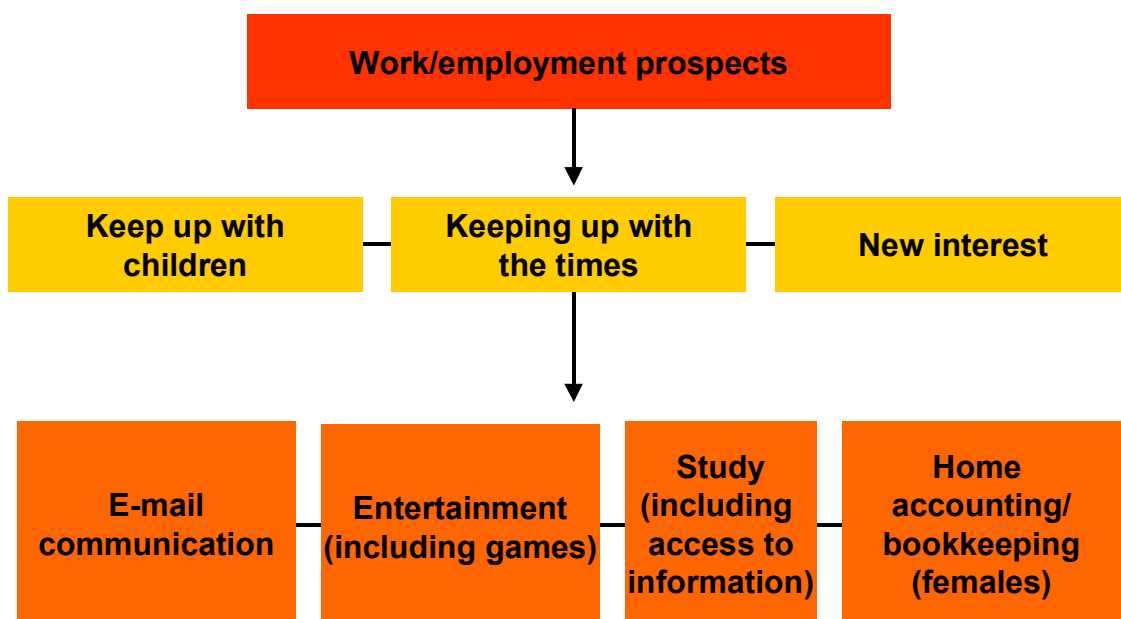 Work/employment prospects
Keep up with
children
Keeping up with
the times
New interest
E-mail
communication
Entertainment
(including games)
Study
(including
access to
information)
Home
accounting/
bookkeeping
(females)